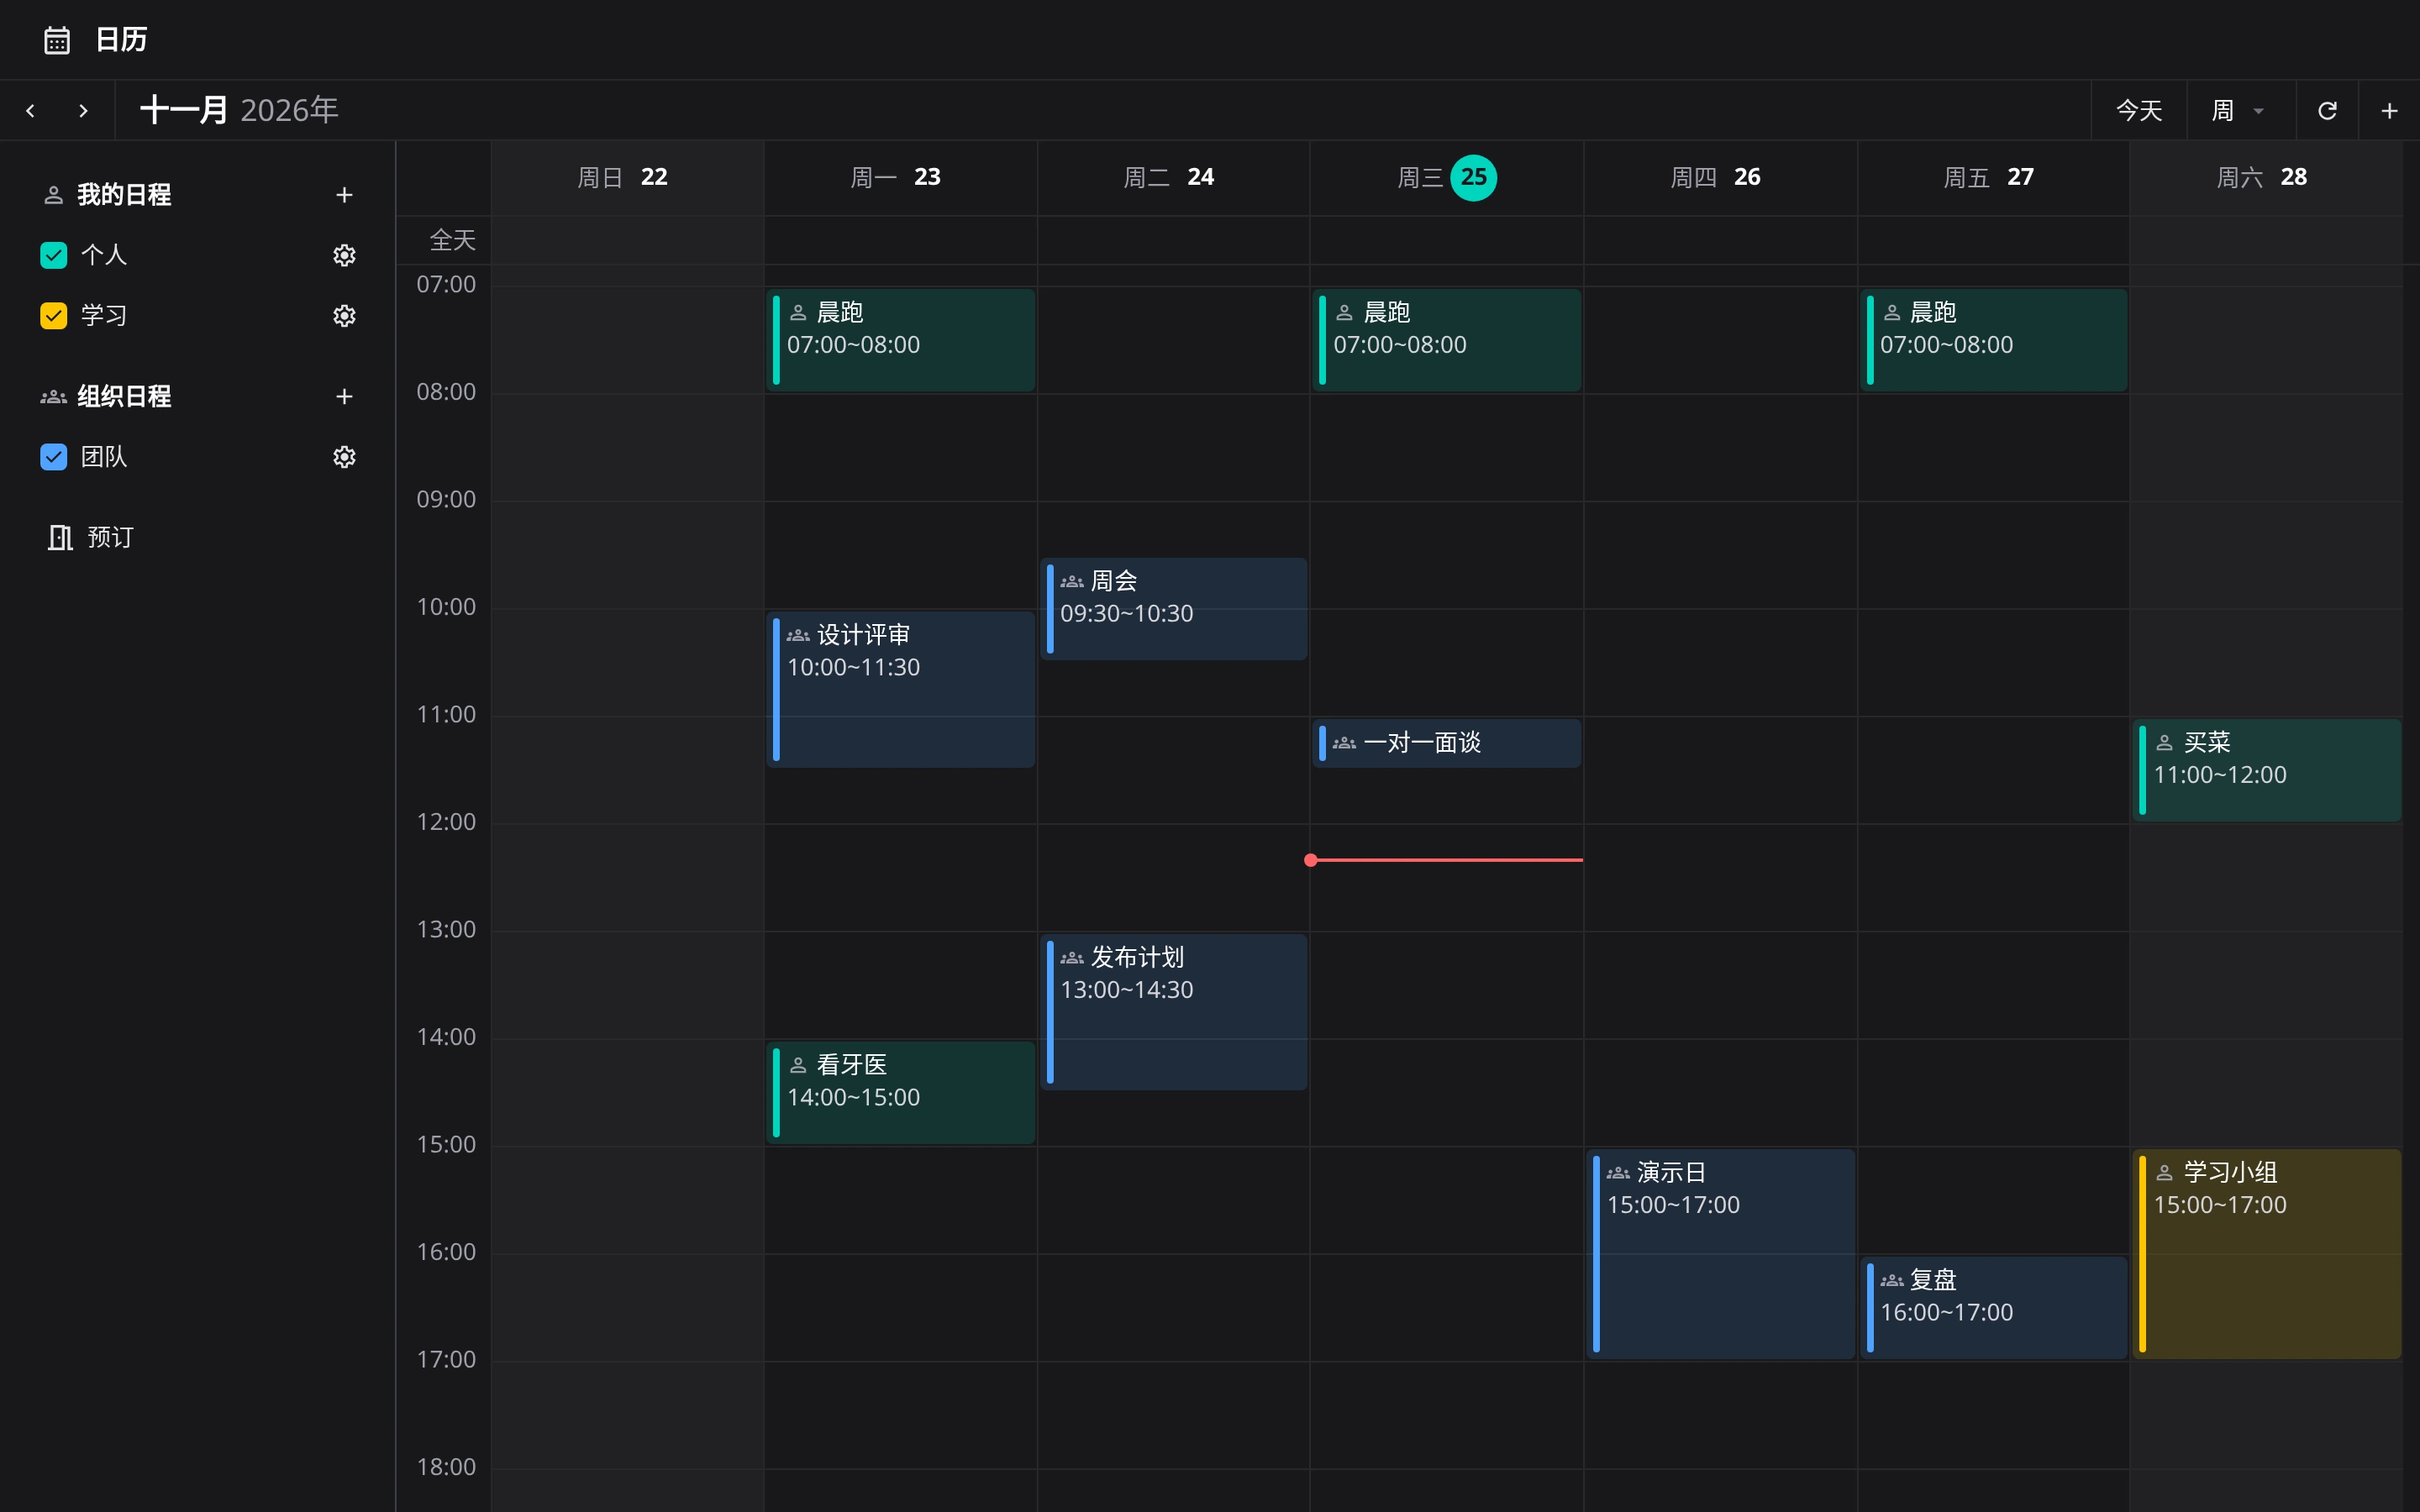 日历
十一月 2026年
今天
周
我的日程
个人
学习
组织日程
团队
预订
周日 22
周一 23
周二 24
周三 25
周四 26
周五 27
周六 28
全天
07:00
08:00
09:00
10:00
11:00
12:00
13:00
14:00
15:00
16:00
17:00
18:00
晨跑
07:00~08:00
设计评审
10:00~11:30
看牙医
14:00~15:00
周会
09:30~10:30
发布计划
13:00~14:30
晨跑
07:00~08:00
一对一面谈
演示日
15:00~17:00
晨跑
07:00~08:00
复盘
16:00~17:00
买菜
11:00~12:00
学习小组
15:00~17:00